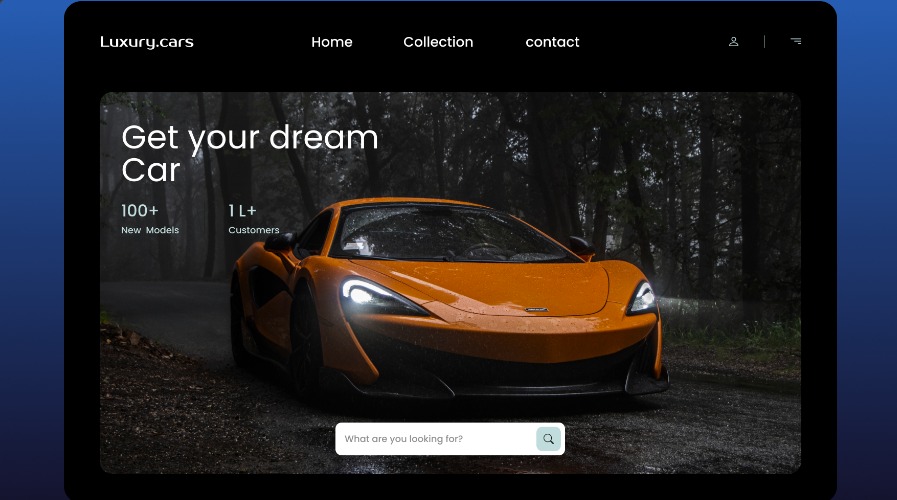 Luxury.cars
Home
Collection
contact
Get your dream
Car
100+
1 L+
New Models
Customers
What are you looking for?